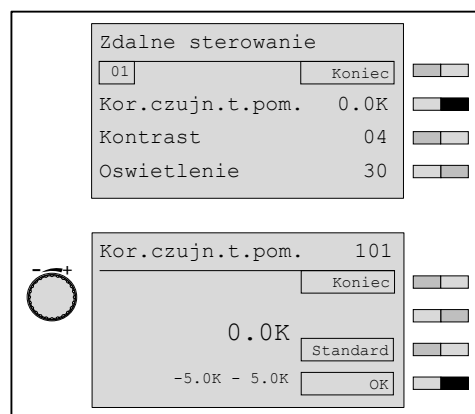 Zdalne sterowanie
01 Koniec
Kor.czujn.t.pom. 0.0K
Kontrast 04
Oswietlenie 30
Kor.czujn.t.pom. 101
Koniec
- +
0.0K
Standard
-5.0K - 5.0K OK